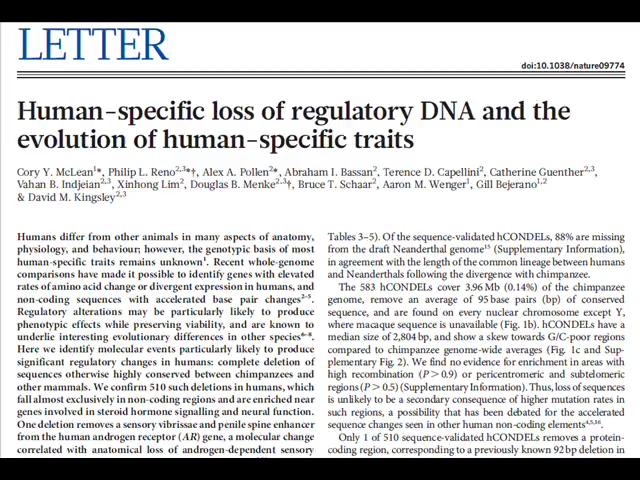 LETTER
doi:10.1038/nature09774
Human-specific loss of regulatory DNA and the
evolution of human-specific traits
Cory Y. McLean1*, Philip L. Reno2,3*†, Alex A. Pollen2*, Abraham I. Bassan2, Terence D. Capellini2, Catherine Guenther2,3,
Vahan B. Indjeian2,3, Xinhong Lim2, Douglas B. Menke2,3†, Bruce T. Schaar2, Aaron M. Wenger1, Gill Bejerano1,2
& David M. Kingsley2,3
Humans differ from other animals in many aspects of anatomy,
physiology, and behaviour; however, the genotypic basis of most
human-specific traits remains unknown1. Recent whole-genome
comparisons have made it possible to identify genes with elevated
rates of amino acid change or divergent expression in humans, and
non-coding sequences with accelerated base pair changes2–5.
Regulatory alterations may be particularly likely to produce
phenotypic effects while preserving viability, and are known to
underlie interesting evolutionary differences in other species6–8.
Here we identify molecular events particularly likely to produce
significant regulatory changes in humans: complete deletion of
sequences otherwise highly conserved between chimpanzees and
other mammals. We confirm 510 such deletions in humans, which
fall almost exclusively in non-coding regions and are enriched near
genes involved in steroid hormone signalling and neural function.
One deletion removes a sensory vibrissae and penile spine enhancer
from the human androgen receptor (AR) gene, a molecular change
correlated with anatomical loss of androgen-dependent sensory
Tables 3–5). Of the sequence-validated hCONDELs, 88% are missing
from the draft Neanderthal genome15 (Supplementary Information),
in agreement with the length of the common lineage between humans
and Neanderthals following the divergence with chimpanzee.
The 583 hCONDELs cover 3.96 Mb (0.14%) of the chimpanzee
genome, remove an average of 95 base pairs (bp) of conserved
sequence, and are found on every nuclear chromosome except Y,
where macaque sequence is unavailable (Fig. 1b). hCONDELs have a
median size of 2,804 bp, and show a skew towards G/C-poor regions
compared to chimpanzee genome-wide averages (Fig. 1c and Sup-
plementary Fig. 2). We find no evidence for enrichment in areas with
high recombination (P > 0.9) or pericentromeric and subtelomeric
regions (P > 0.5) (Supplementary Information). Thus, loss of sequences
is unlikely to be a secondary consequence of higher mutation rates in
such regions, a possibility that has been debated for the accelerated
sequence changes seen in other human non-coding elements4,5,16.
Only 1 of 510 sequence-validated hCONDELs removes a protein-
coding region, corresponding to a previously known 92 bp deletion in